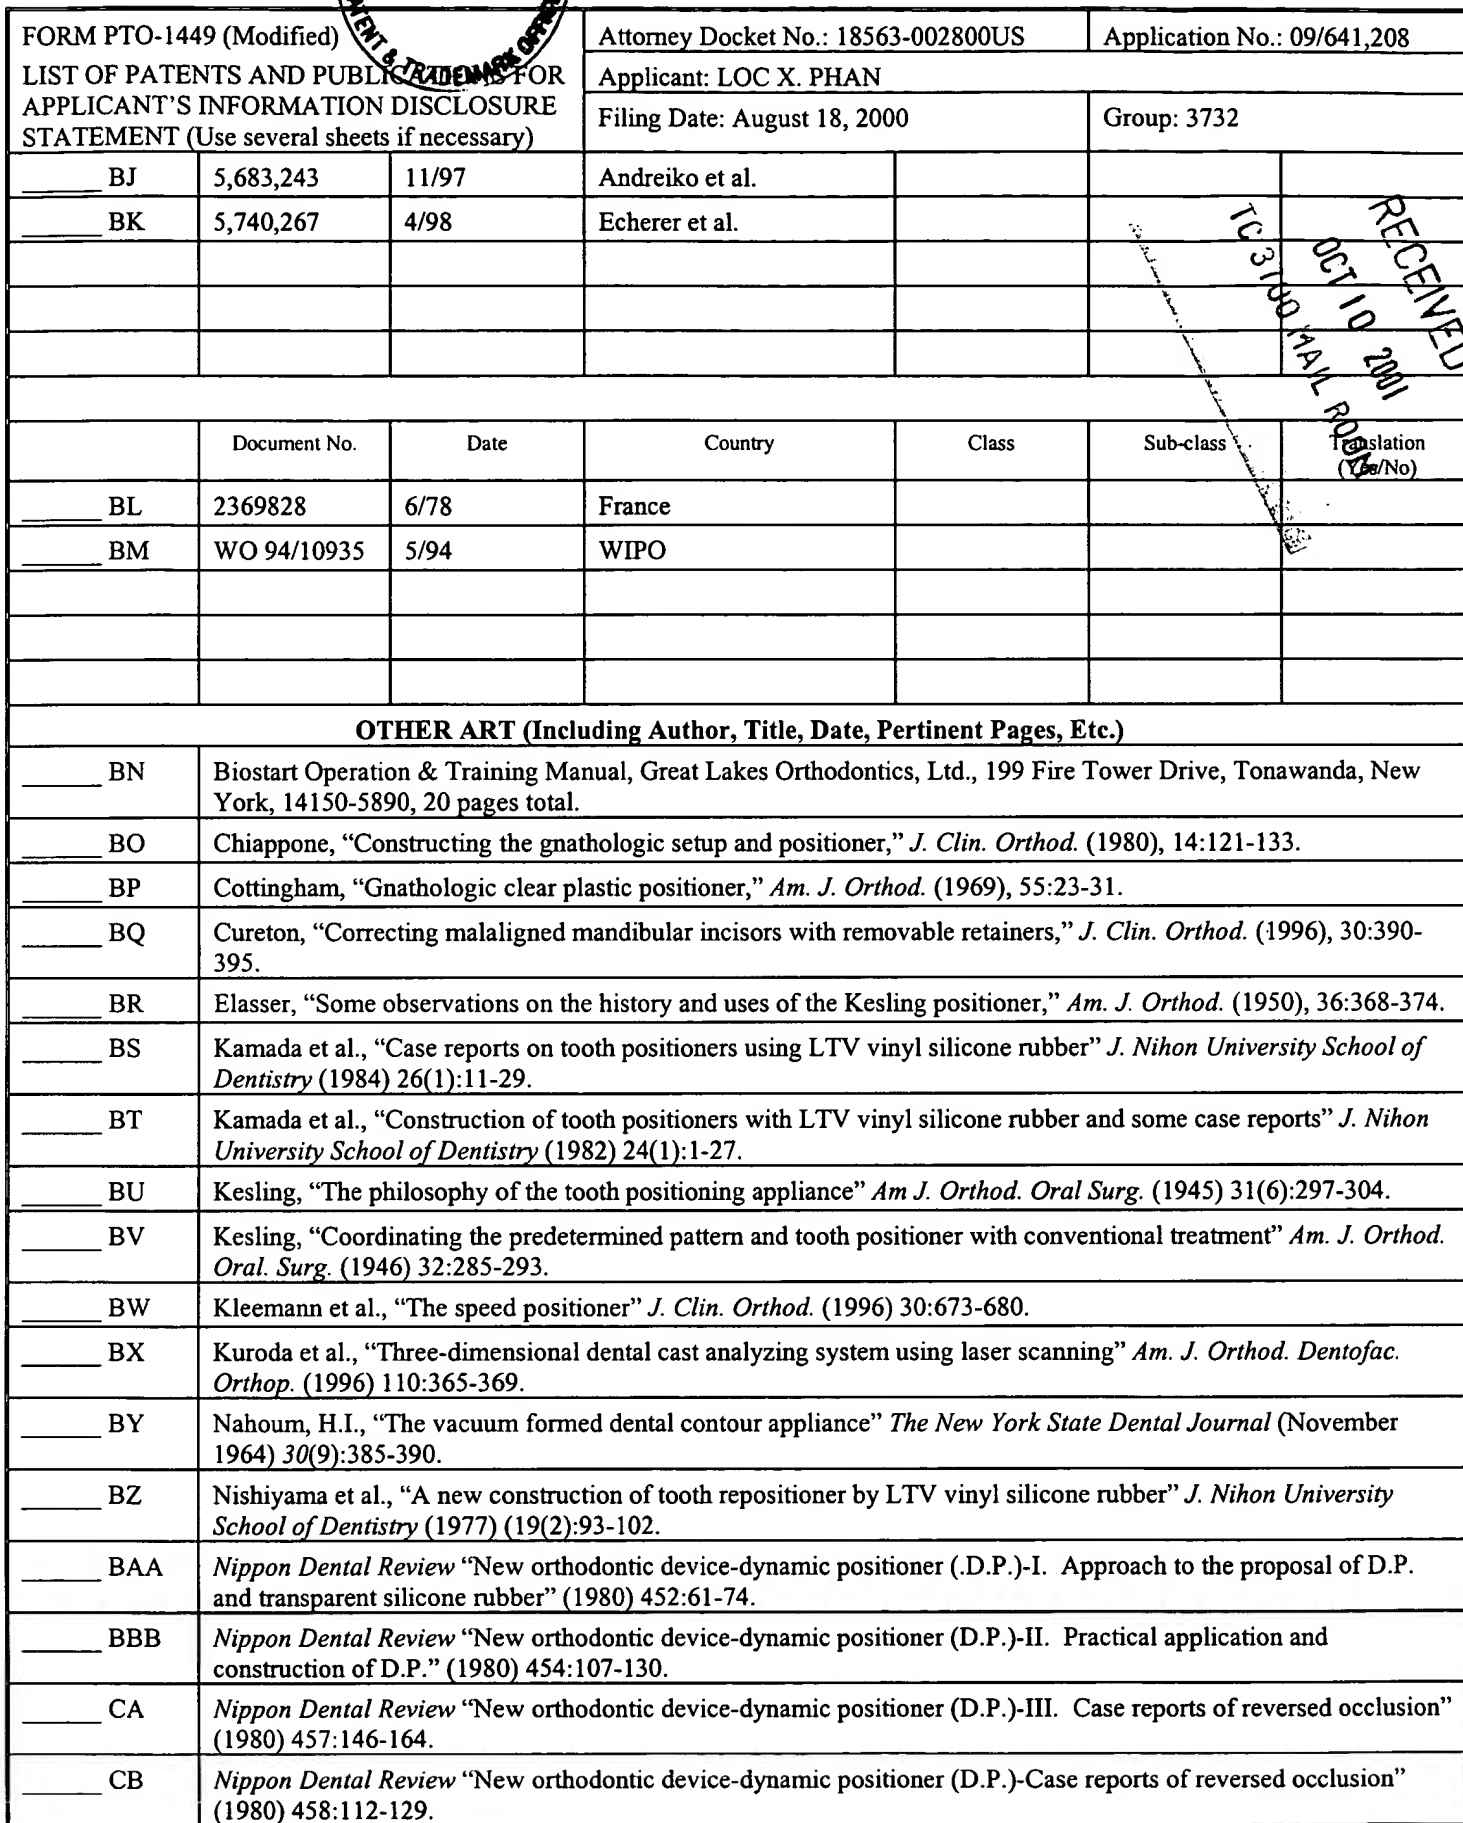 FORM PTO-1449 (Modified)
LIST OF PATENTS AND FOR
APPLICANT'S INFORMATION DISCLOSURE
STATEMENT (Use several sheets if necessary)
PATENT & TRADEMARK OFFICE
Attorney Docket No.: 18563-002800US
Application No.: 09/641,208
Applicant: LOC X. PHAN
Filing Date: August 18, 2000
Group: 3732
BJ 5,683,243 11/97 Andreiko et al.
BK 5,740,267 4/98 Echerer et al.
RECEIVED
OCT 10 2001
TC 3700 MAIL ROOM
Document No. Date Country Class Sub-class Translation
(Yes/No)
BL 2369828 6/78 France
BM WO 94/10935 5/94 WIPO
OTHER ART (Including Author, Title, Date, Pertinent Pages, Etc.)
BN Biostart Operation & Training Manual, Great Lakes Orthodontics, Ltd., 199 Fire Tower Drive, Tonawanda, New
York, 14150-5890, 20 pages total.
BO Chiappone, “Constructing the gnathologic setup and positioner,” J. Clin. Orthod. (1980), 14:121-133.
BP Cottingham, “Gnathologic clear plastic positioner,” Am. J. Orthod. (1969), 55:23-31.
BQ Cureton, “Correcting malaligned mandibular incisors with removable retainers,” J. Clin. Orthod. (1996), 30:390-
395.
BR Elasser, “Some observations on the history and uses of the Kesling positioner,” Am. J. Orthod. (1950), 36:368-374.
BS Kamada et al., “Case reports on tooth positioners using LTV vinyl silicone rubber” J. Nihon University School of
Dentistry (1984) 26(1):11-29.
BT Kamada et al., “Construction of tooth positioners with LTV vinyl silicone rubber and some case reports” J. Nihon
University School of Dentistry (1982) 24(1):1-27.
BU Kesling, “The philosophy of the tooth positioning appliance” Am J. Orthod. Oral Surg. (1945) 31(6):297-304.
BV Kesling, “Coordinating the predetermined pattern and tooth positioner with conventional treatment” Am. J. Orthod.
Oral. Surg. (1946) 32:285-293.
BW Kleemann et al., “The speed positioner” J. Clin. Orthod. (1996) 30:673-680.
BX Kuroda et al., “Three-dimensional dental cast analyzing system using laser scanning” Am. J. Orthod. Dentofac.
Orthop. (1996) 110:365-369.
BY Nahoum, H.I., “The vacuum formed dental contour appliance” The New York State Dental Journal (November
1964) 30(9):385-390.
BZ Nishiyama et al., “A new construction of tooth repositioner by LTV vinyl silicone rubber” J. Nihon University
School of Dentistry (1977) (19(2):93-102.
BAA Nippon Dental Review “New orthodontic device-dynamic positioner (.D.P.)-I. Approach to the proposal of D.P.
and transparent silicone rubber” (1980) 452:61-74.
BBB Nippon Dental Review “New orthodontic device-dynamic positioner (D.P.)-II. Practical application and
construction of D.P.” (1980) 454:107-130.
CA Nippon Dental Review “New orthodontic device-dynamic positioner (D.P.)-III. Case reports of reversed occlusion”
(1980) 457:146-164.
CB Nippon Dental Review “New orthodontic device-dynamic positioner (D.P.)-Case reports of reversed occlusion”
(1980) 458:112-129.